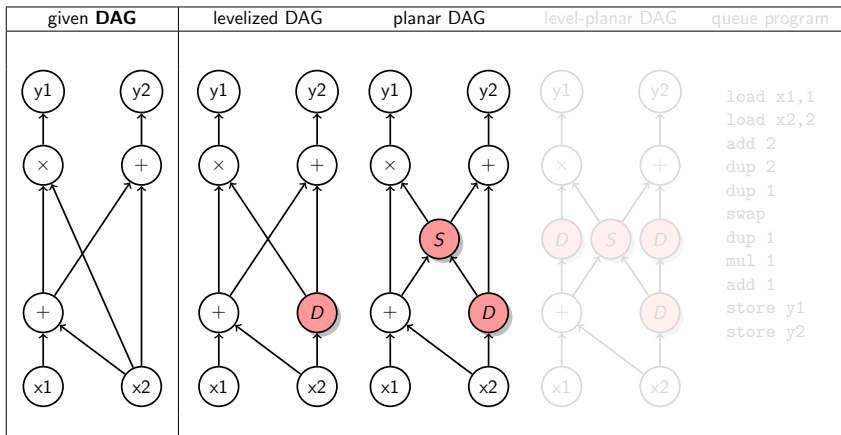 given DAG levelized DAG planar DAG level-planar DAG queue program
y1 y2 y1 y2 y1 y2 y1 y2
load x1,1
load x2,2
add 2
× + × + × + × +
dup 2
dup 1
swap
S D S D
dup 1
mul 1
add 1
+ + D + D + D
store y1
store y2
x1 x2 x1 x2 x1 x2 x1 x2